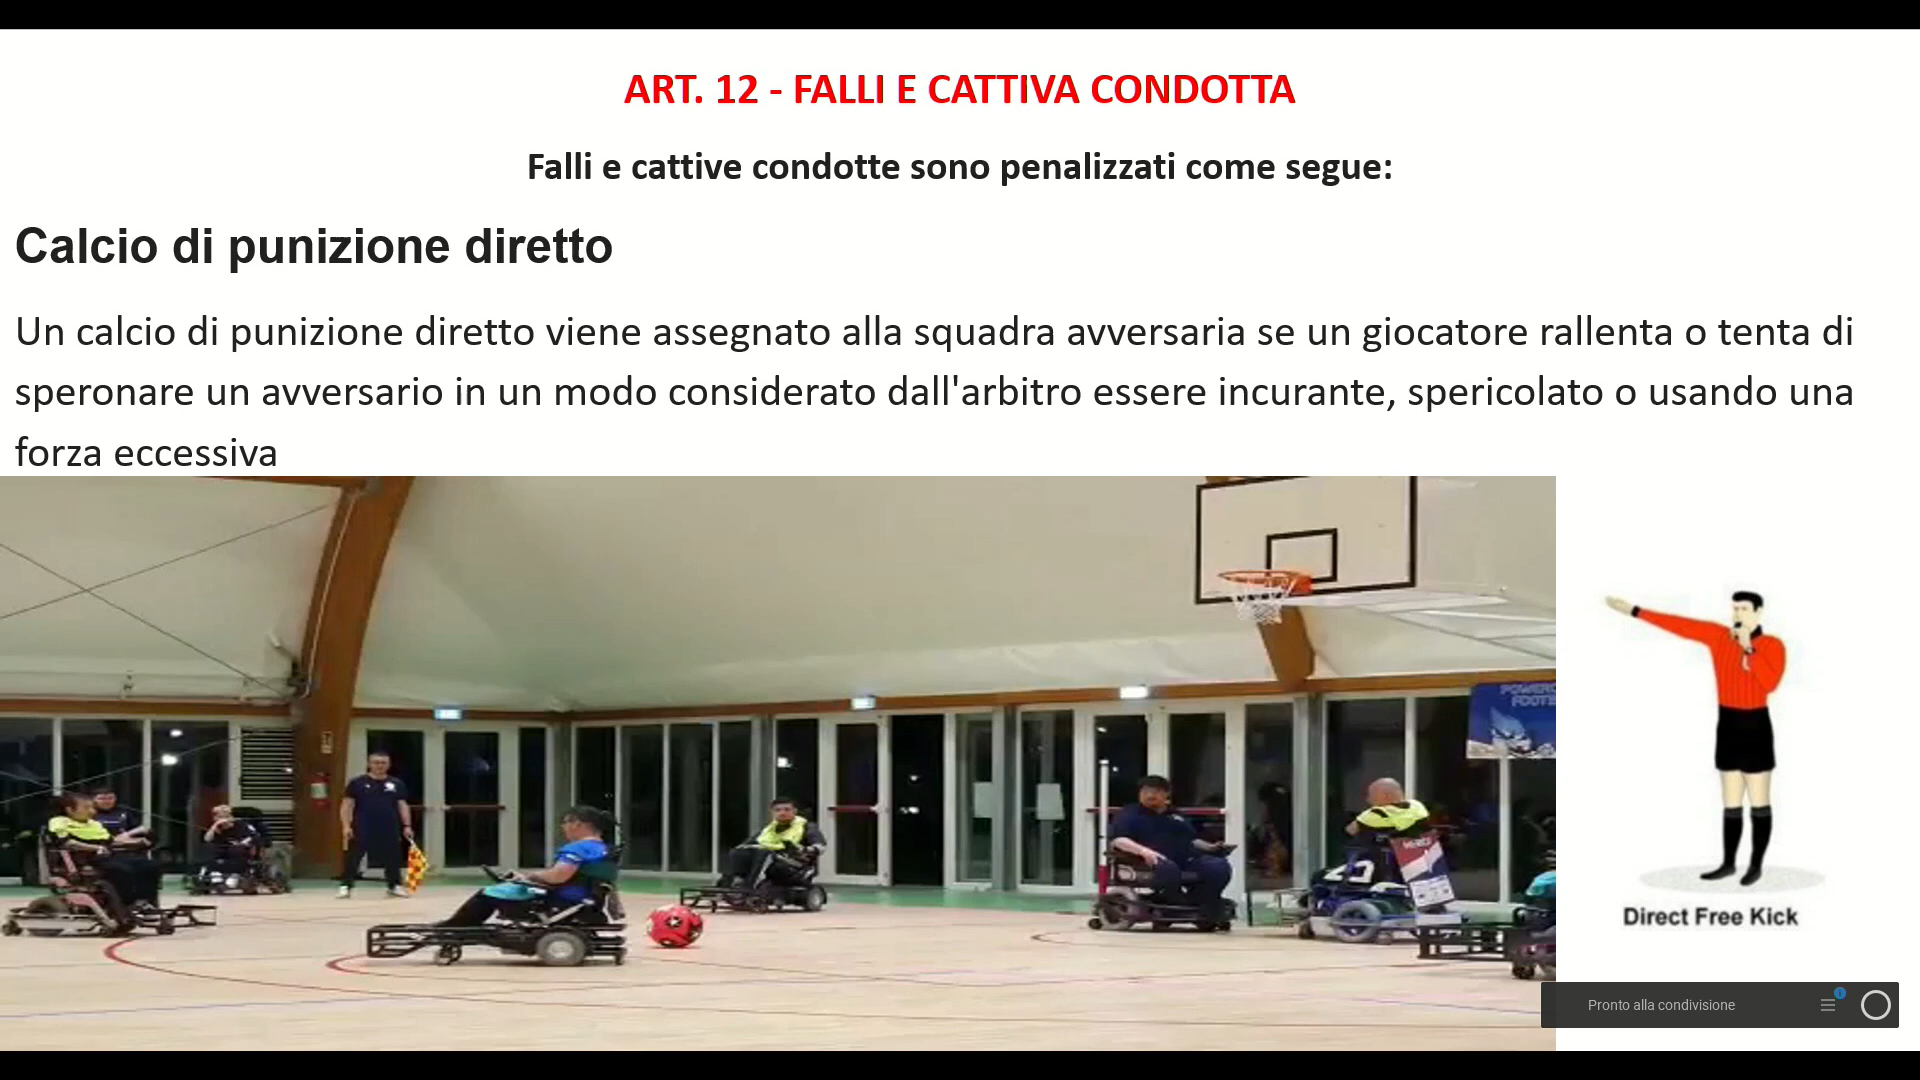 ART. 12 - FALLI E CATTIVA CONDOTTA
Falli e cattive condotte sono penalizzati come segue:
Calcio di punizione diretto
Un calcio di punizione diretto viene assegnato alla squadra avversaria se un giocatore rallenta o tenta di
speronare un avversario in un modo considerato dall'arbitro essere incurante, spericolato o usando una
forza eccessiva
Direct Free Kick
Pronto alla condivisione